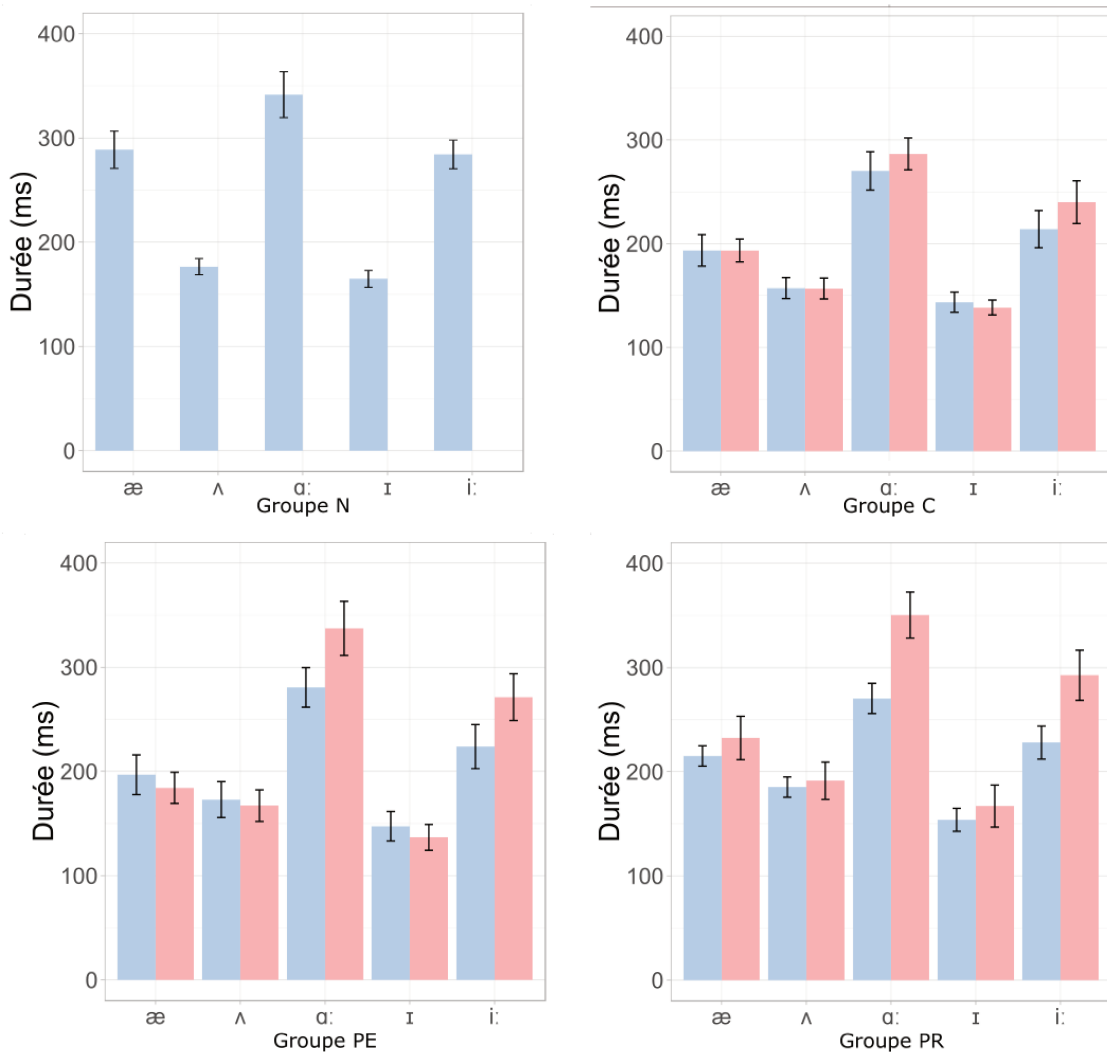 Durée (ms)
400
300
200
100
0
æ ʌ ɑː ɪ iː
Groupe N
Durée (ms)
400
300
200
100
0
æ ʌ ɑː ɪ iː
Groupe C
Durée (ms)
400
300
200
100
0
æ ʌ ɑː ɪ iː
Groupe PE
Durée (ms)
400
300
200
100
0
æ ʌ ɑː ɪ iː
Groupe PR